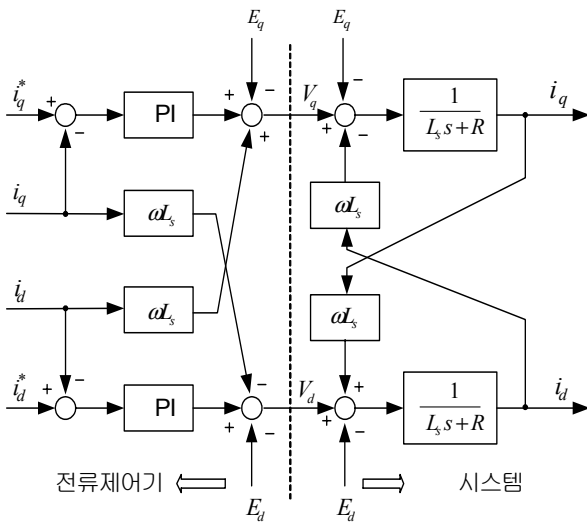 E_q E_q
i_q^* + − PI + − + V_q + − − 1 / (L_s s + R) i_q
i_q ωL_s ωL_s
i_d ωL_s ωL_s
i_d^* + − PI + − − V_d + + − 1 / (L_s s + R) i_d
전류제어기 E_d E_d 시스템